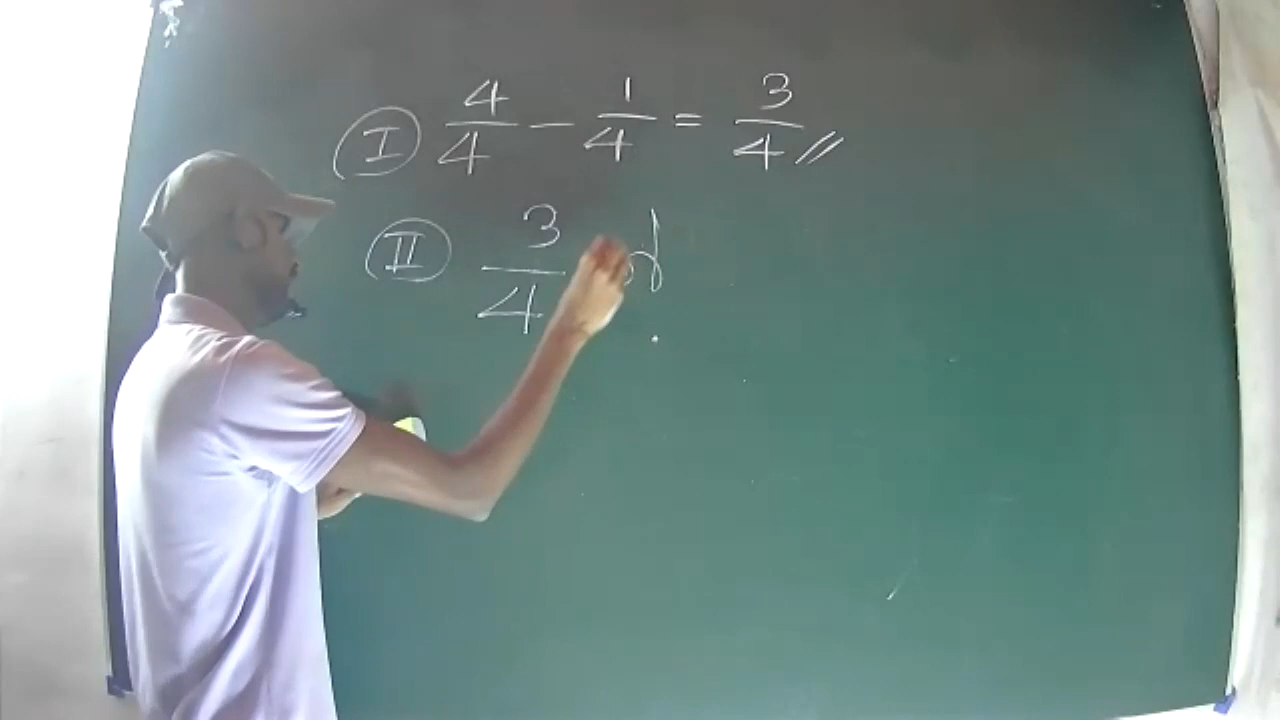 (I) 4/4 - 1/4 = 3/4 //
(II) 3/4